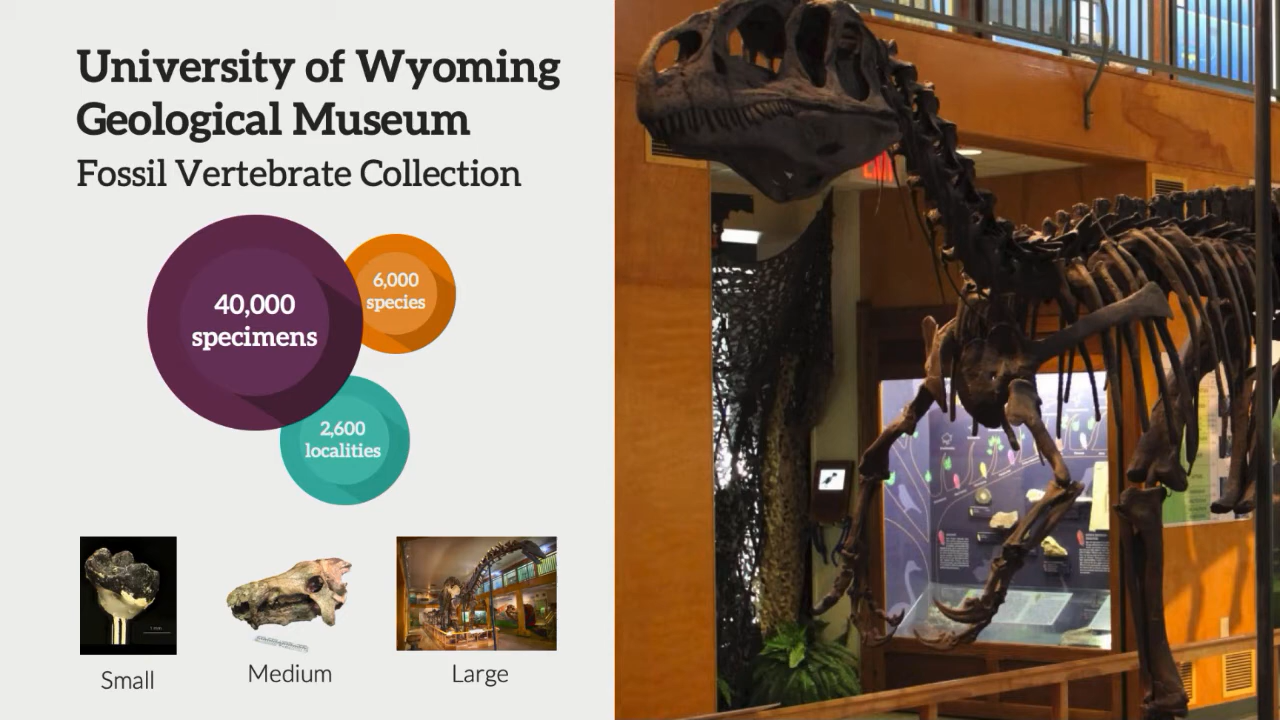 University of Wyoming
Geological Museum
Fossil Vertebrate Collection
40,000
specimens
6,000
species
2,600
localities
Small
Medium
Large